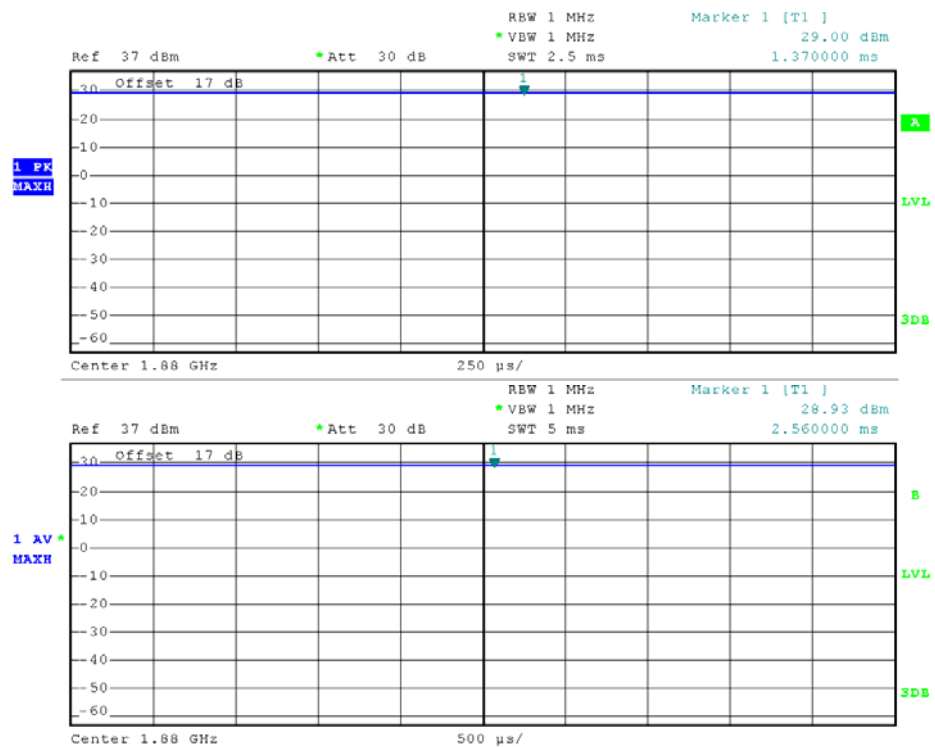 RBW 1 MHz Marker 1 [T1 ]
* VBW 1 MHz 29.00 dBm
Ref 37 dBm * Att 30 dB SWT 2.5 ms 1.370000 ms
30 Offset 17 dB 1
20 A
10
1 PK
MAXH
0
-10 LVL
-20
-30
-40
-50 3DB
-60
Center 1.88 GHz 250 µs/
RBW 1 MHz Marker 1 [T1 ]
* VBW 1 MHz 28.93 dBm
Ref 37 dBm * Att 30 dB SWT 5 ms 2.560000 ms
30 Offset 17 dB 1
20 B
10
1 AV *
MAXH
0
-10 LVL
-20
-30
-40
-50 3DB
-60
Center 1.88 GHz 500 µs/